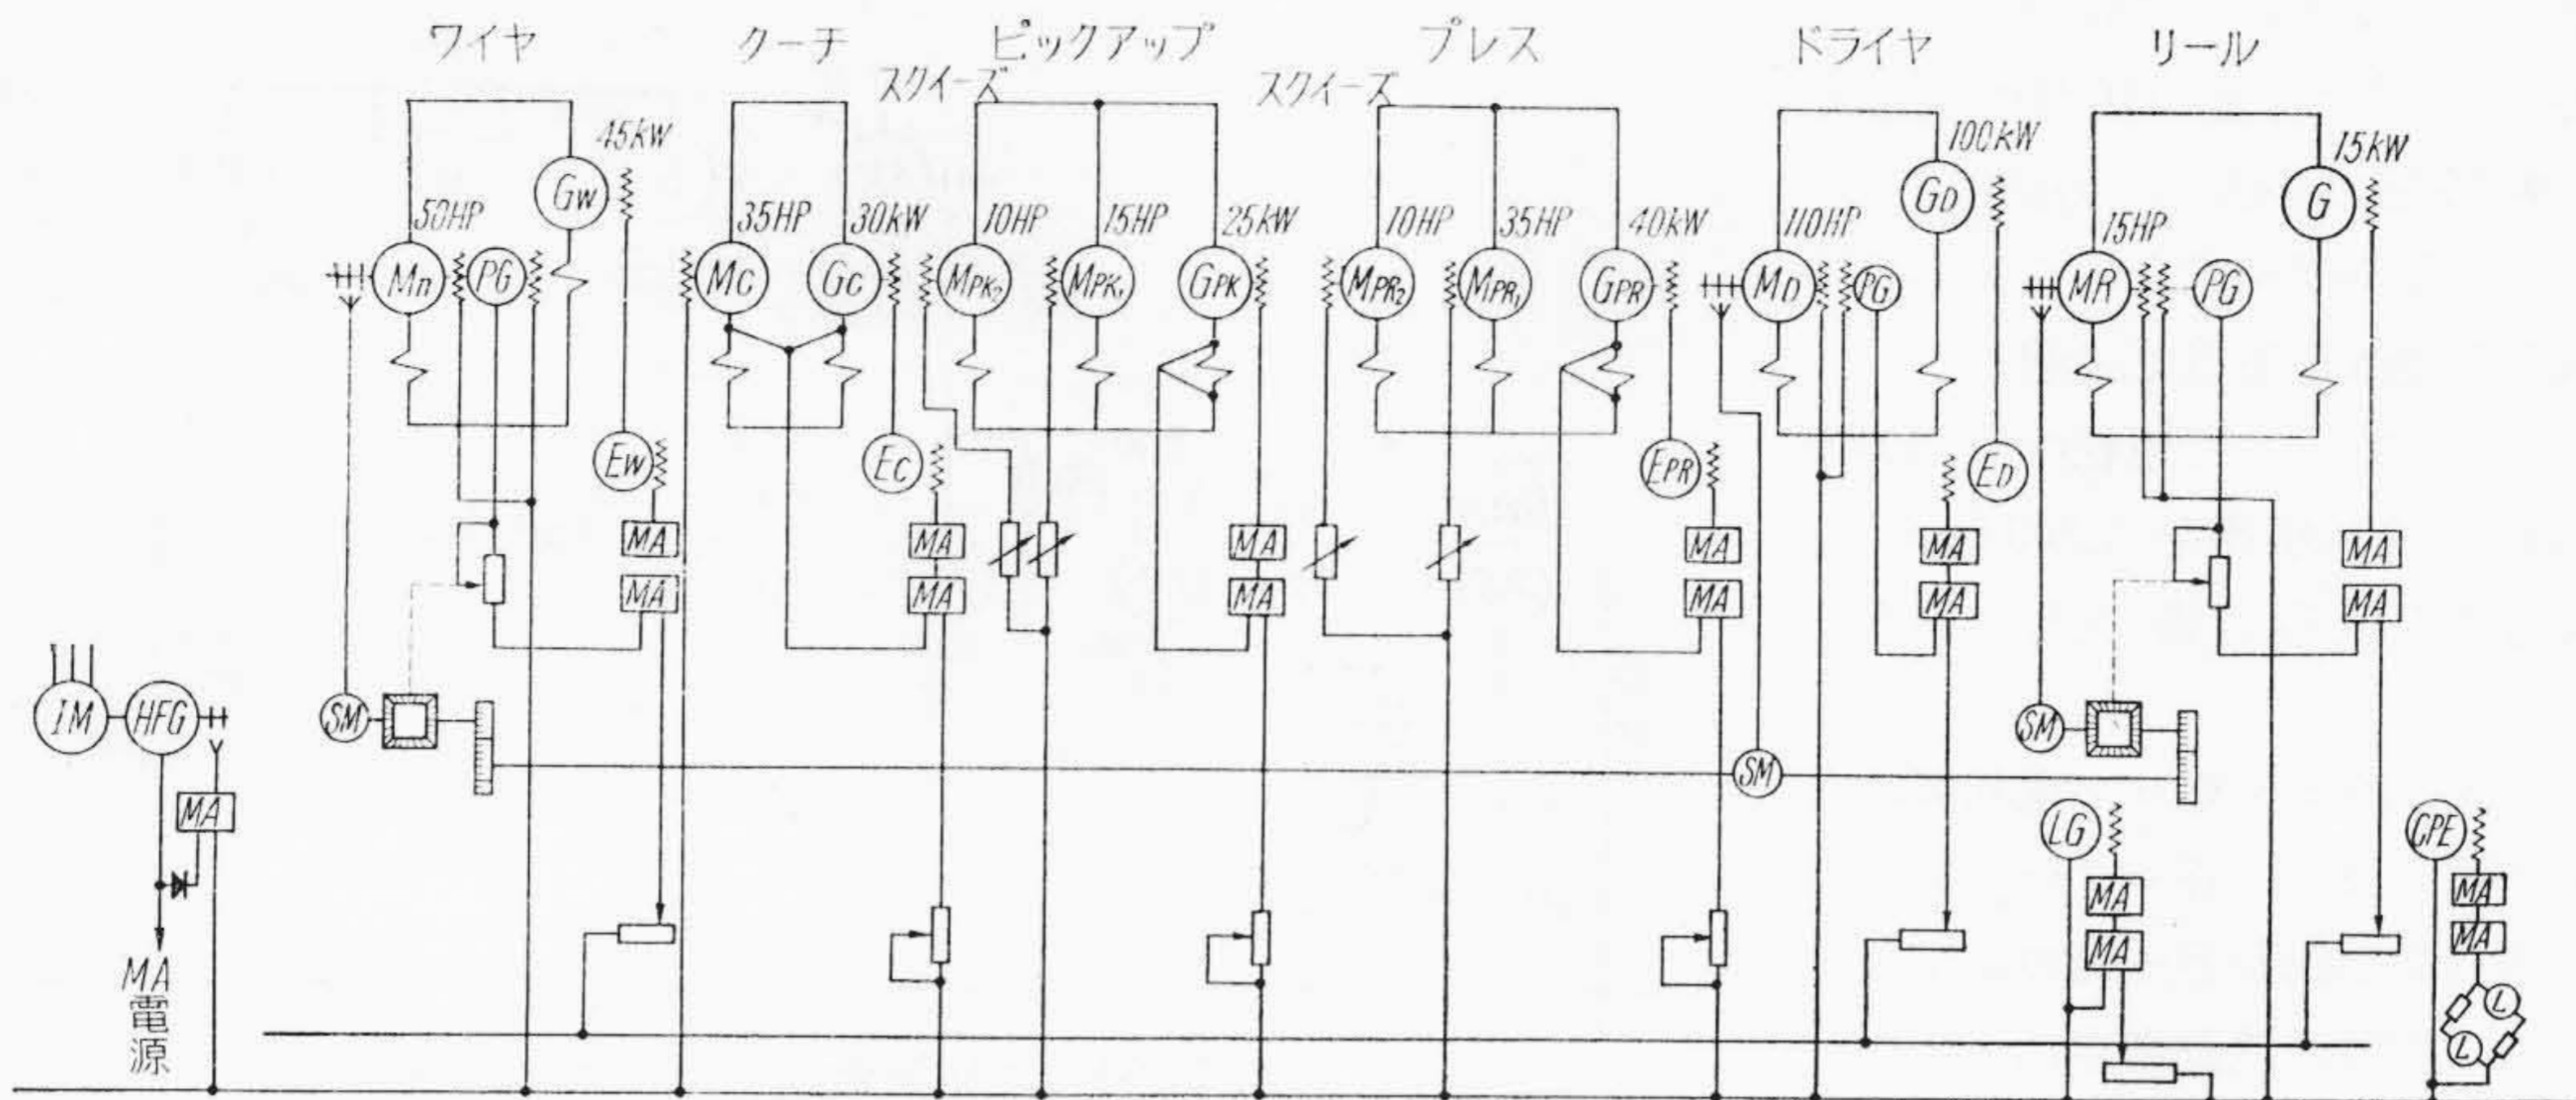 ワイヤ クーチ ピックアップ プレス ドライヤ リール
スクイーズ スクイーズ
45kW 100kW 15kW
GW GD G
50HP 35HP 30kW 10HP 15HP 25kW 10HP 35HP 40kW 110HP 15HP
Mn PG MC GC MPK2 MPK1 GPK MPR2 MPR1 GPR MD PG MR PG
EW EC EPR ED
MA MA MA MA MA MA
MA MA MA MA MA MA
IM HFG SM SM
SM
MA LG CPE
MA MA
MA MA
MA
電
源
L
L